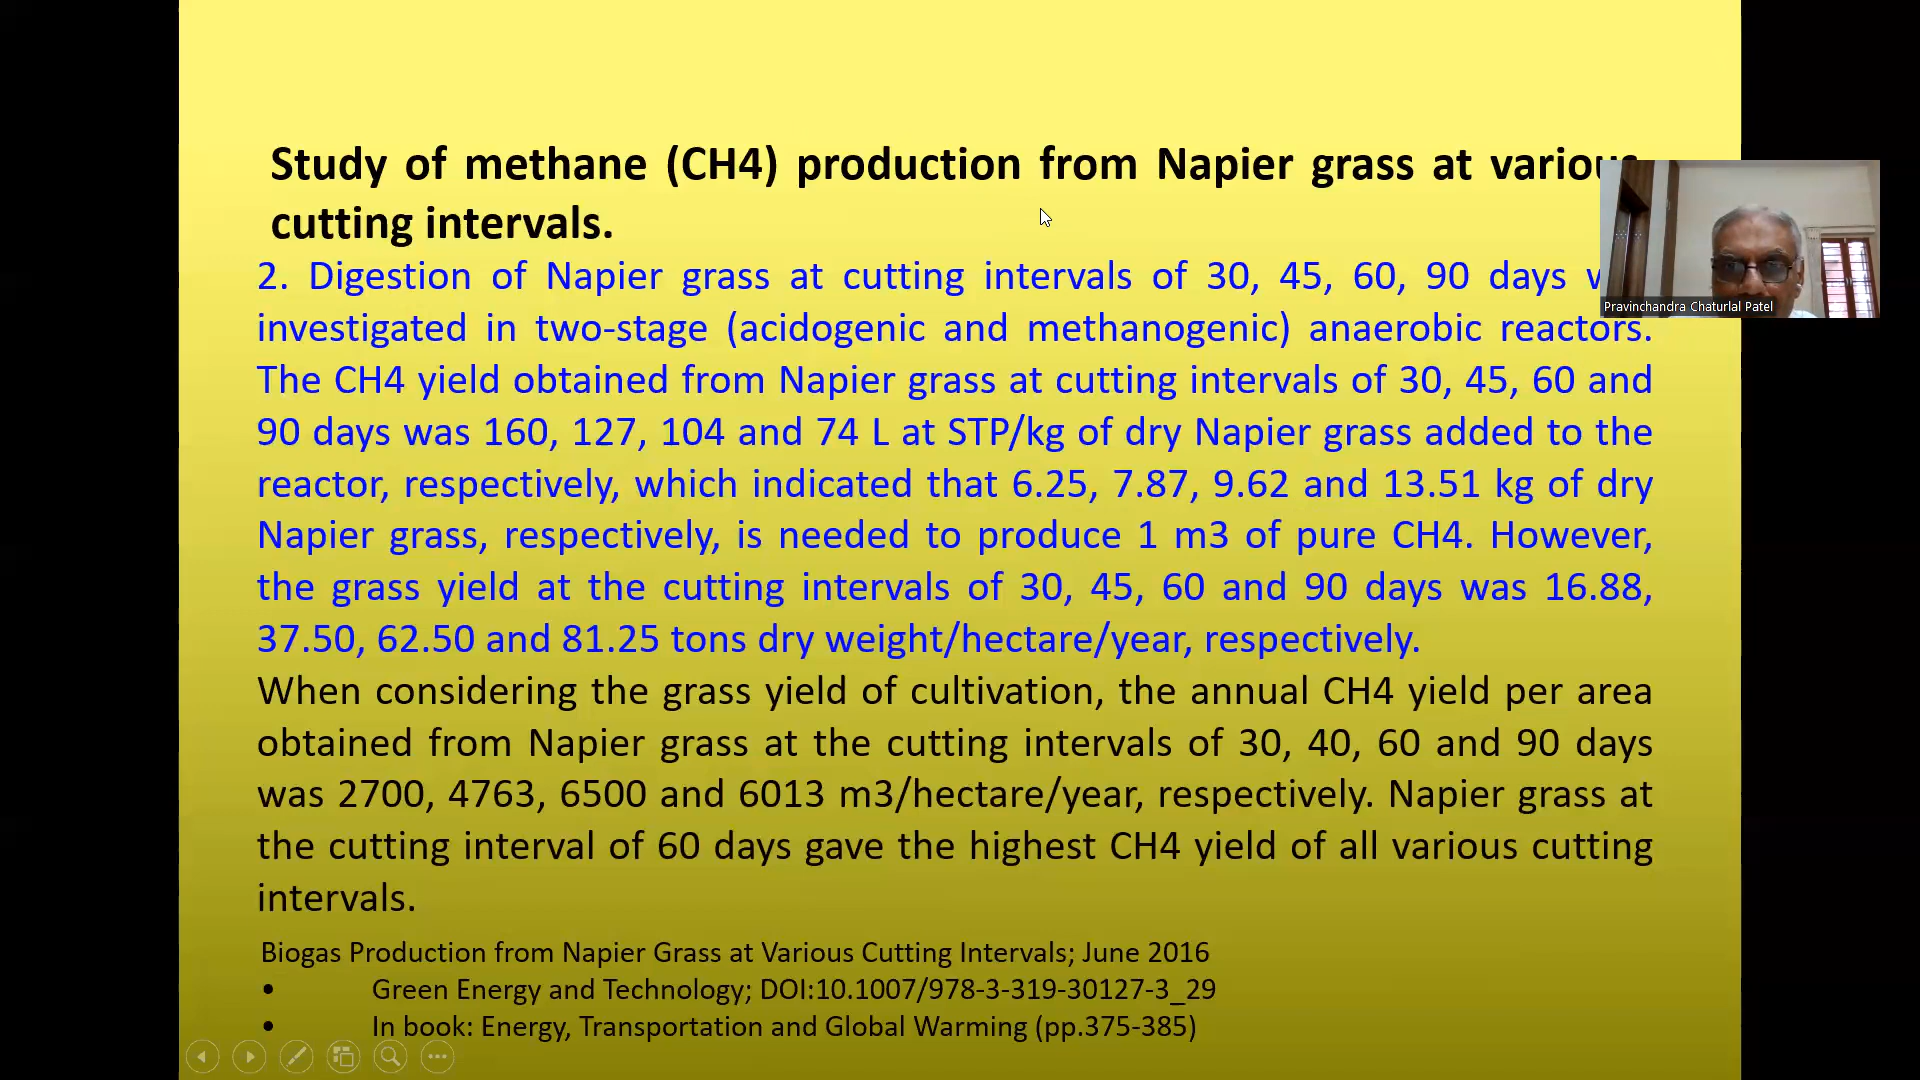 Study of methane (CH4) production from Napier grass at various
cutting intervals.
2. Digestion of Napier grass at cutting intervals of 30, 45, 60, 90 days
investigated in two-stage (acidogenic and methanogenic) anaerobic reactors.
The CH4 yield obtained from Napier grass at cutting intervals of 30, 45, 60 and
90 days was 160, 127, 104 and 74 L at STP/kg of dry Napier grass added to the
reactor, respectively, which indicated that 6.25, 7.87, 9.62 and 13.51 kg of dry
Napier grass, respectively, is needed to produce 1 m3 of pure CH4. However,
the grass yield at the cutting intervals of 30, 45, 60 and 90 days was 16.88,
37.50, 62.50 and 81.25 tons dry weight/hectare/year, respectively.
When considering the grass yield of cultivation, the annual CH4 yield per area
obtained from Napier grass at the cutting intervals of 30, 40, 60 and 90 days
was 2700, 4763, 6500 and 6013 m3/hectare/year, respectively. Napier grass at
the cutting interval of 60 days gave the highest CH4 yield of all various cutting
intervals.
Biogas Production from Napier Grass at Various Cutting Intervals; June 2016
• Green Energy and Technology; DOI:10.1007/978-3-319-30127-3_29
• In book: Energy, Transportation and Global Warming (pp.375-385)
Pravinchandra Chaturlal Patel